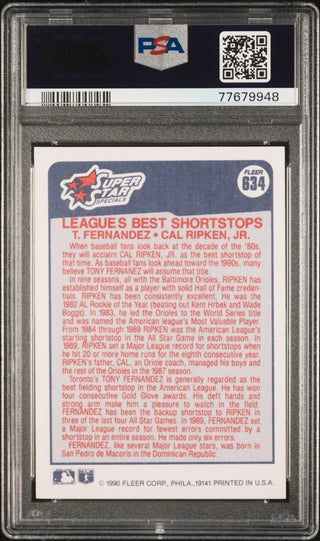 PSA
77679948
SUPER
STAR
SPECIALS
FLEER
634
LEAGUE'S BEST SHORTSTOPS
T. FERNANDEZ • CAL RIPKEN, JR.
When baseball fans look back at the decade of the '80s,
they will acclaim CAL RIPKEN, JR. as the best shortstop of
that time. As baseball fans look ahead toward the 1990s, many
believe TONY FERNANEZ will assume that title.
In nine seasons, all with the Baltimore Orioles, RIPKEN has
established himself as a player with solid Hall of Fame creden-
tials. RIPKEN has been consistently excellent. He was the
1982 AL Rookie of the Year (beating out Kent Hrbek and Wade
Boggs). In 1983, he led the Orioles to the World Series title
and was named the American league's Most Valuable Player.
From 1984 through 1989 RIPKEN was the American League's
starting shortstop in the All Star Game in each season. In
1989, RIPKEN set a Major League record for shortstops when
he hit 20 or more home runs for the eighth consecutive year.
RIPKEN's father, CAL, an Oriole coach, managed his boys and
the rest of the Orioles in the 1987 season.
Toronto's TONY FERNANDEZ is generally regarded as the
best fielding shortstop in the American League. He has won
four consecutive Gold Glove awards. His deft hands and
strong arm make him a pleasure to watch in the field.
FERNANDEZ has been the backup shortstop to RIPKEN in
three of the last four All Star Games. In 1989, FERNANDEZ set
a Major League record for fewest errors committed by a
shortstop in an entire season. He made only six errors.
FERNANDEZ, like several Major League stars, was born in
San Pedro de Macoris in the Dominican Republic.
© 1990 FLEER CORP., PHILA., 19141 PRINTED IN U.S.A.